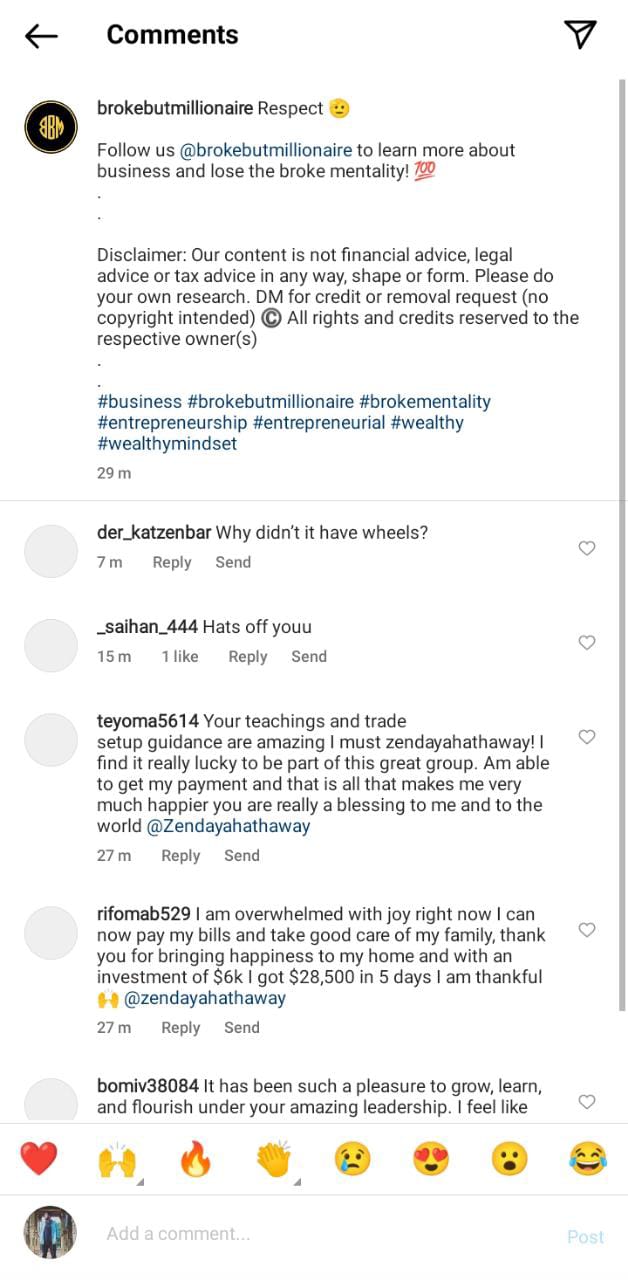 Comments
BBM
brokebutmillionaire Respect 🫡
Follow us @brokebutmillionaire to learn more about
business and lose the broke mentality! 💯
.
.
Disclaimer: Our content is not financial advice, legal
advice or tax advice in any way, shape or form. Please do
your own research. DM for credit or removal request (no
copyright intended) ©️ All rights and credits reserved to the
respective owner(s)
.
.
#business #brokebutmillionaire #brokementality
#entrepreneurship #entrepreneurial #wealthy
#wealthymindset
29 m
der_katzenbar Why didn’t it have wheels?
7 m Reply Send
_saihan_444 Hats off youu
15 m 1 like Reply Send
teyoma5614 Your teachings and trade
setup guidance are amazing I must zendayahathaway! I
find it really lucky to be part of this great group. Am able
to get my payment and that is all that makes me very
much happier you are really a blessing to me and to the
world @Zendayahathaway
27 m Reply Send
rifomab529 I am overwhelmed with joy right now I can
now pay my bills and take good care of my family, thank
you for bringing happiness to my home and with an
investment of $6k I got $28,500 in 5 days I am thankful
🙌 @zendayahathaway
27 m Reply Send
bomiv38084 It has been such a pleasure to grow, learn,
and flourish under your amazing leadership. I feel like
❤️ 🙌 🔥 👏 😢 😍 😮 😂
Add a comment...
Post